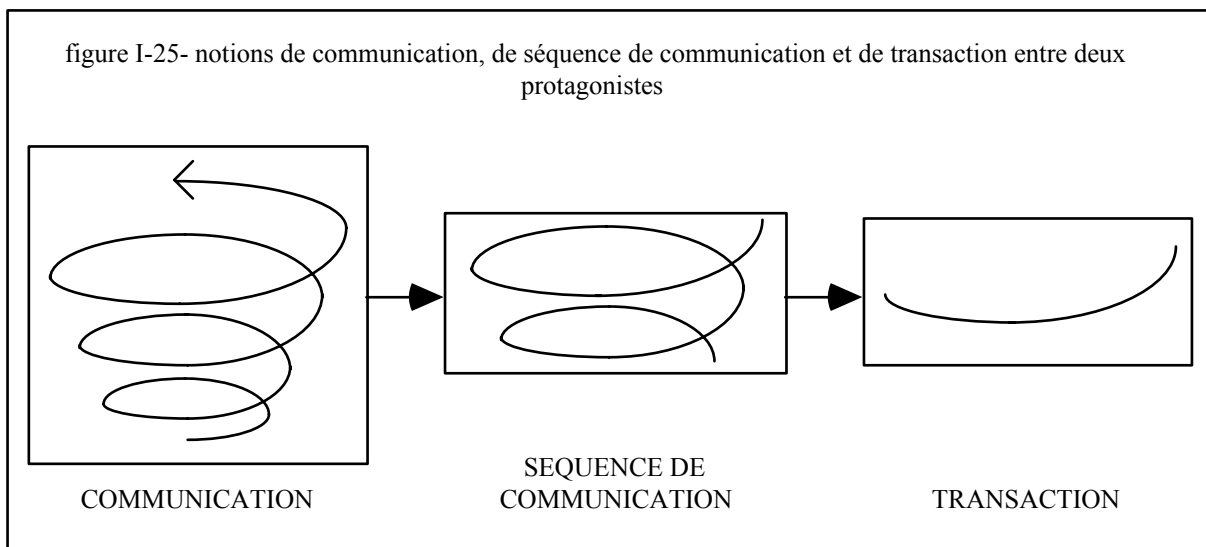 figure I-25- notions de communication, de séquence de communication et de transaction entre deux
protagonistes
SEQUENCE DE
COMMUNICATION COMMUNICATION TRANSACTION